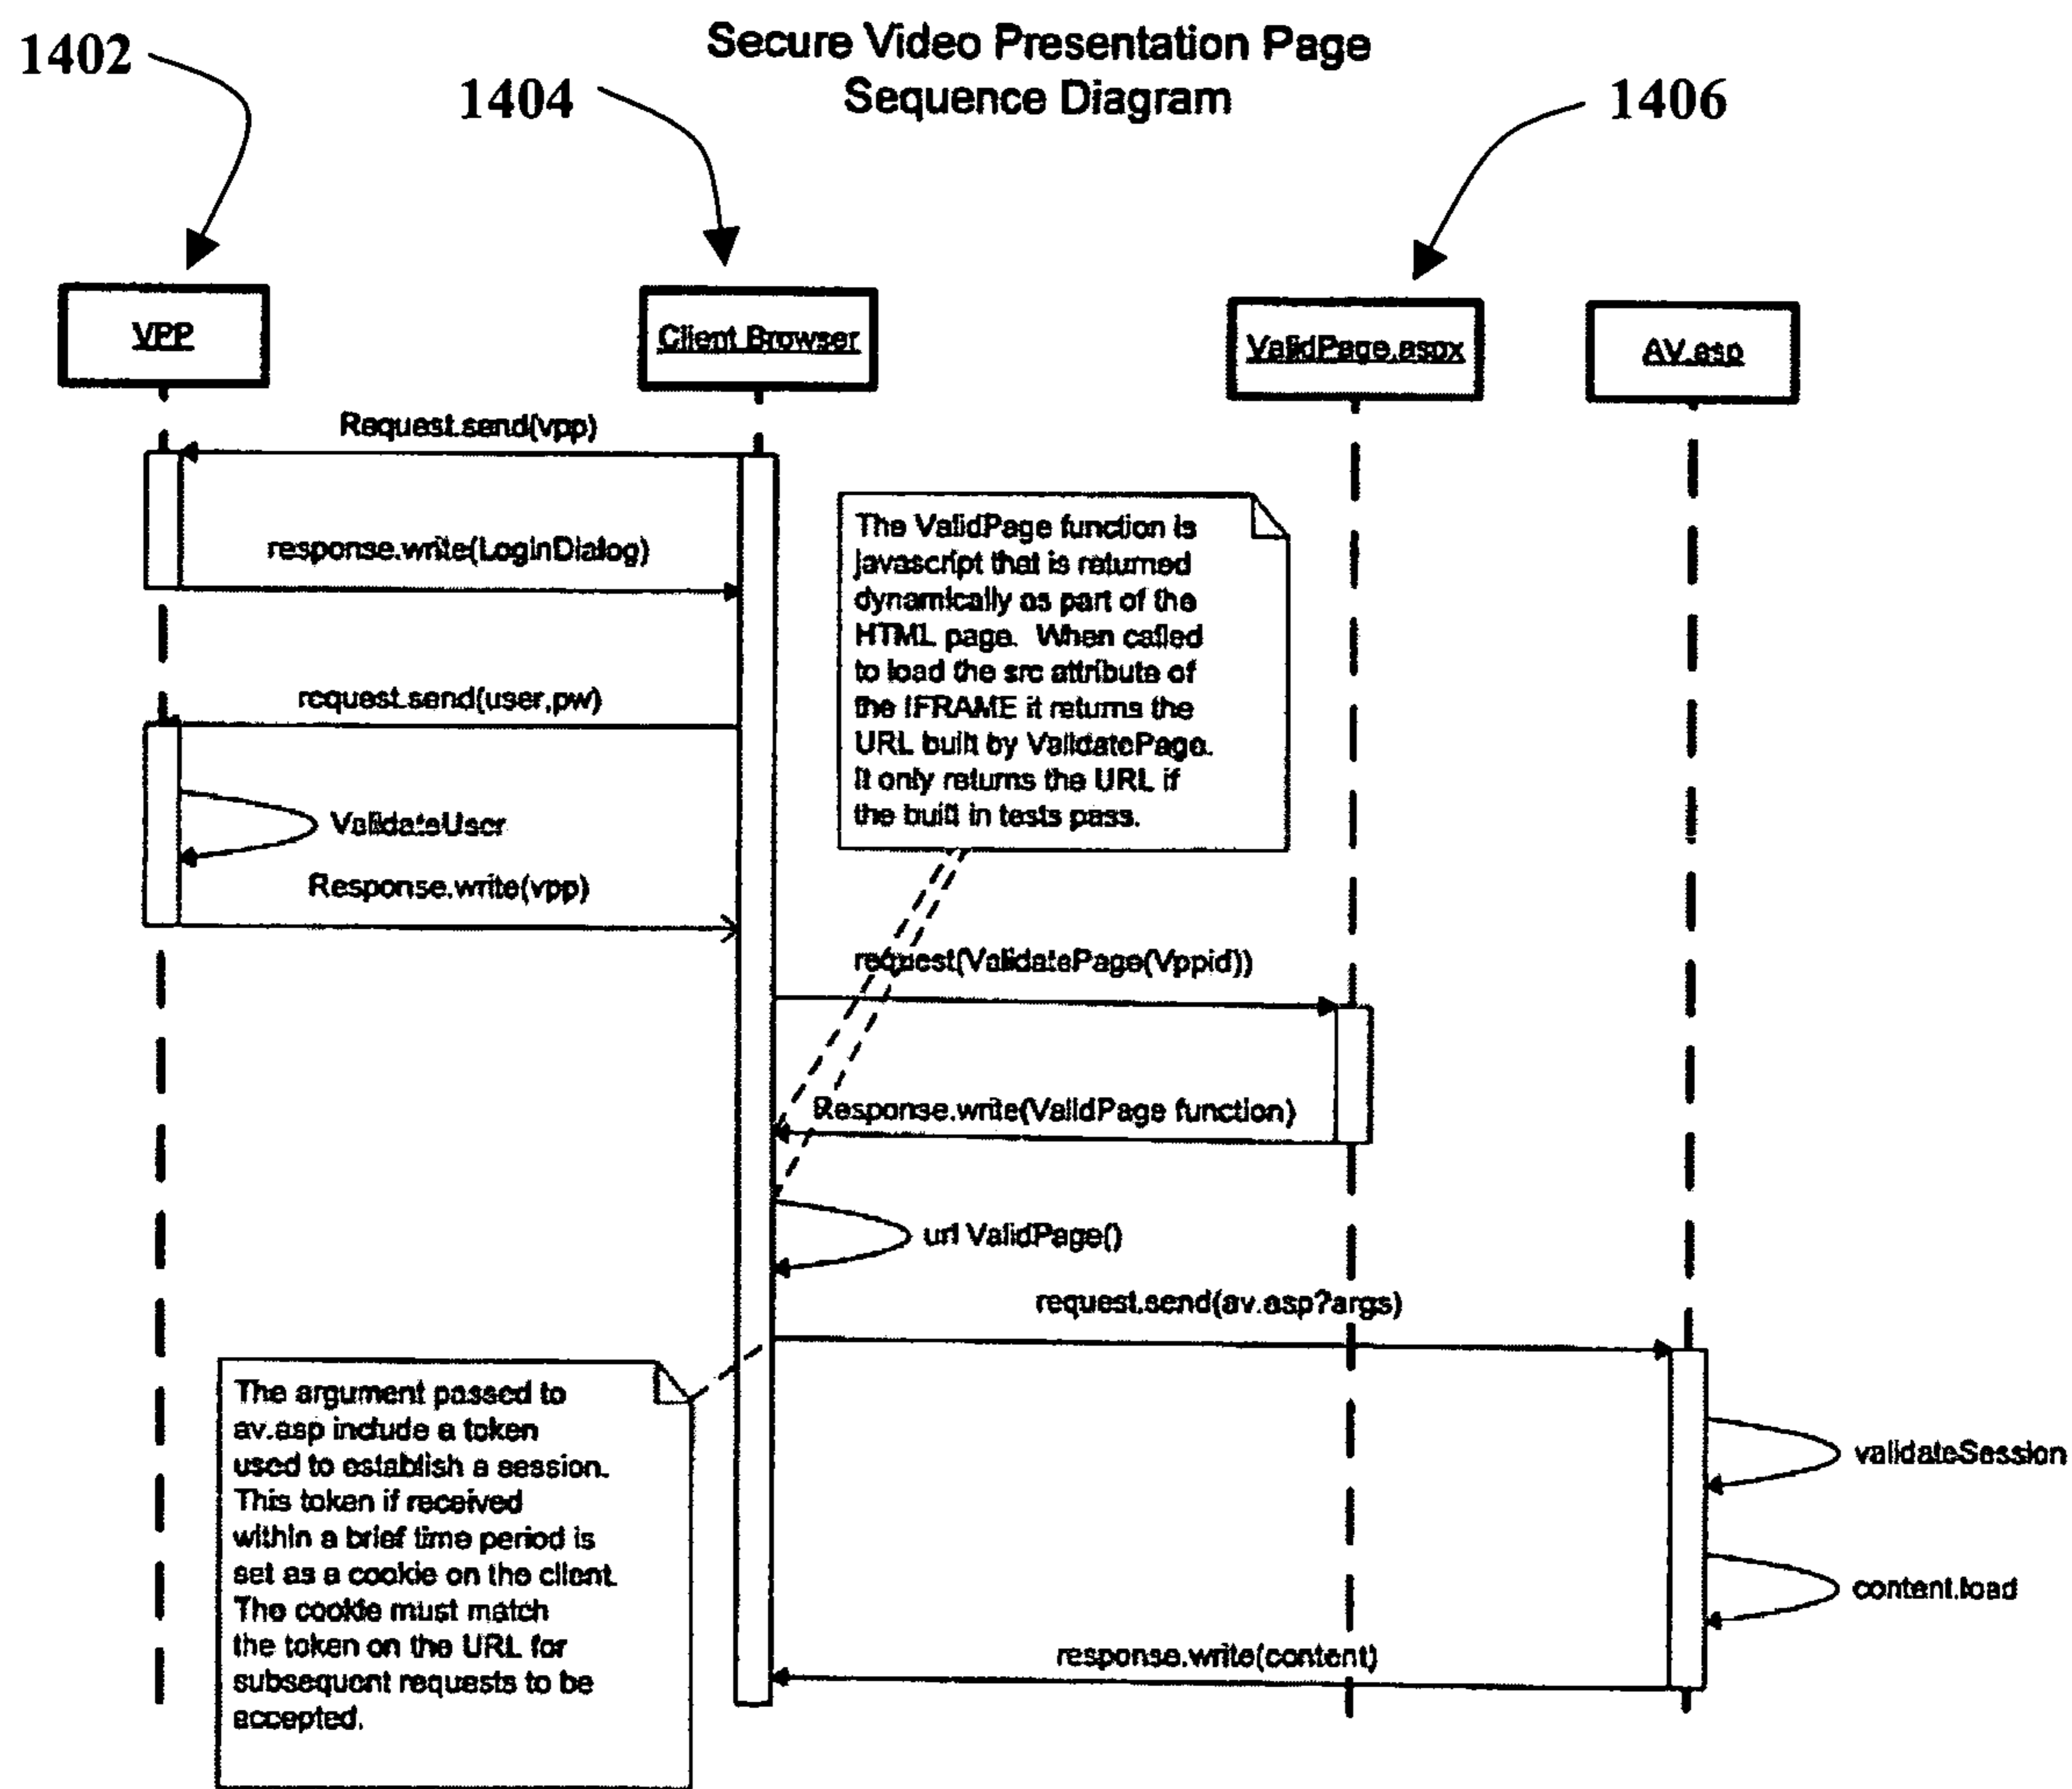 Secure Video Presentation Page
Sequence Diagram
1402
1404
1406
VPP
Client Browser
ValidPage.aspx
AV.asp
Request.send(vpp)
response.write(LoginDialog)
request.send(user,pw)
ValidateUser
Response.write(vpp)
The ValidPage function is
javascript that is returned
dynamically as part of the
HTML page. When called
to load the src attribute of
the IFRAME it returns the
URL built by ValidatePage.
It only returns the URL if
the built in tests pass.
request(ValidatePage(Vppid))
Response.write(ValidPage function)
url ValidPage()
request.send(av.asp?args)
The argument passed to
av.asp include a token
used to establish a session.
This token if received
within a brief time period is
set as a cookie on the client.
The cookie must match
the token on the URL for
subsequent requests to be
accepted.
validateSession
content.load
response.write(content)